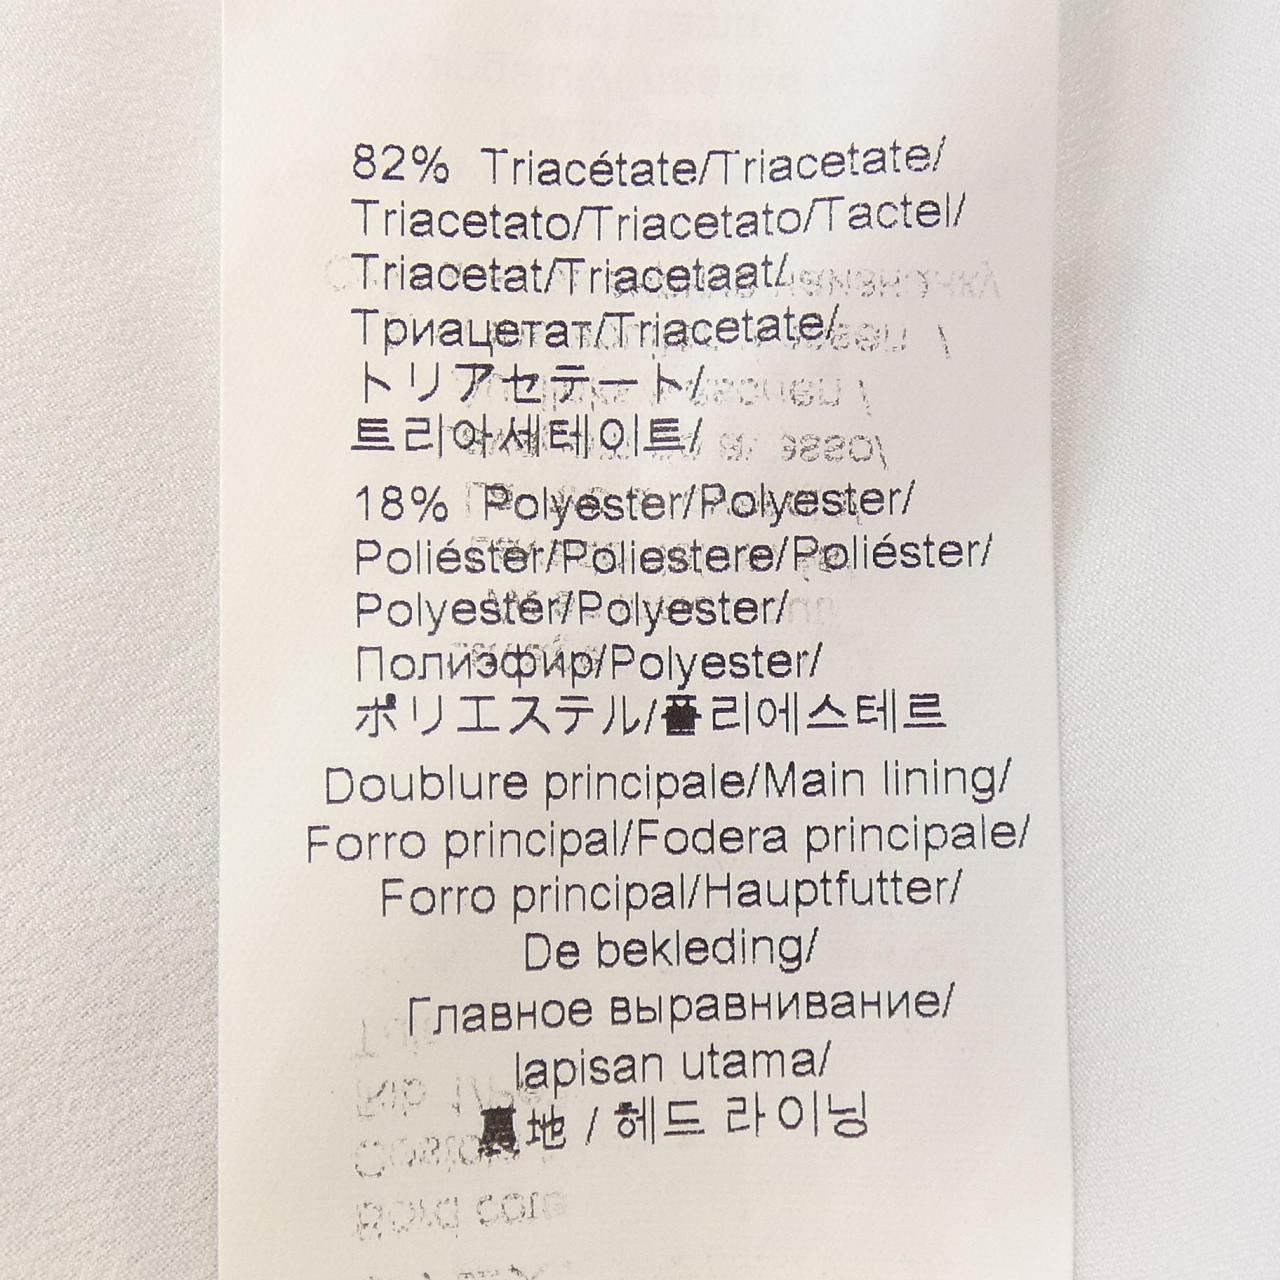 82% Triacétate/Triacetate/
Triacetato/Triacetato/Tactel/
Triacetat/Triacetaat/
Триацетат/Triacetate/
トリアセテート/
트리아세테이트/
18% Polyester/Polyester/
Poliéster/Poliestere/Poliéster/
Polyester/Polyester/
Полиэфир/Polyester/
ポリエステル/폴리에스테르
Doublure principale/Main lining/
Forro principal/Fodera principale/
Forro principal/Hauptfutter/
De bekleding/
Главное выравнивание/
lapisan utama/
裏地 / 헤드 라이닝